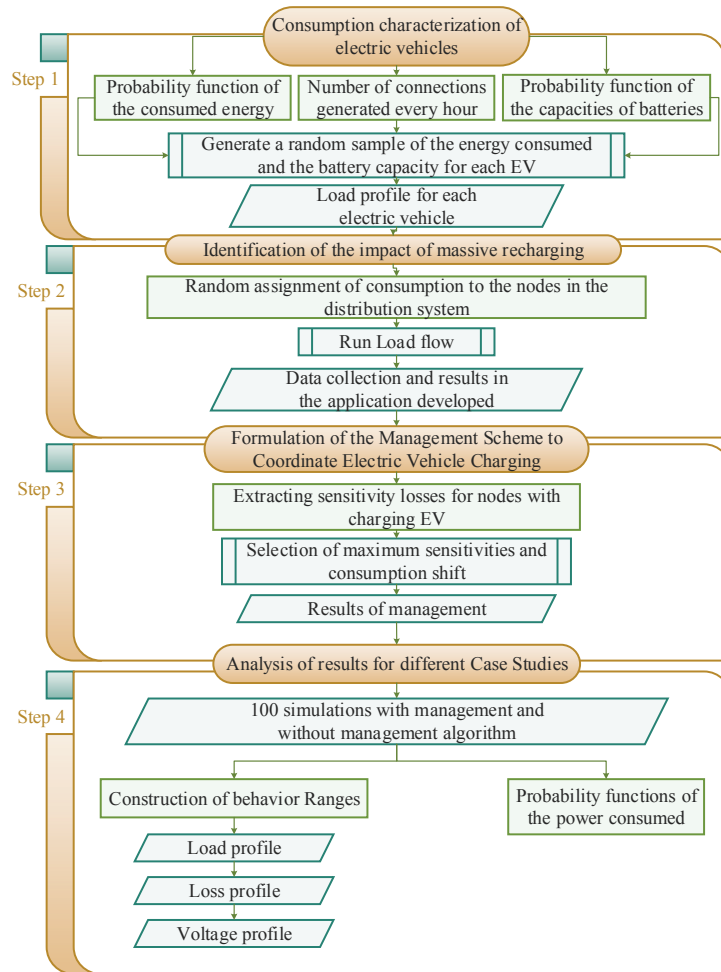 Consumption characterization of
electric vehicles
Step 1
Probability function of
the consumed energy
Number of connections
generated every hour
Probability function of
the capacities of batteries
Generate a random sample of the energy consumed
and the battery capacity for each EV
Load profile for each
electric vehicle
Identification of the impact of massive recharging
Step 2
Random assignment of consumption to the nodes in the
distribution system
Run Load flow
Data collection and results in
the application developed
Formulation of the Management Scheme to
Coordinate Electric Vehicle Charging
Step 3
Extracting sensitivity losses for nodes with
charging EV
Selection of maximum sensitivities and
consumption shift
Results of management
Analysis of results for different Case Studies
Step 4
100 simulations with management and
without management algorithm
Construction of behavior Ranges
Probability functions of
the power consumed
Load profile
Loss profile
Voltage profile